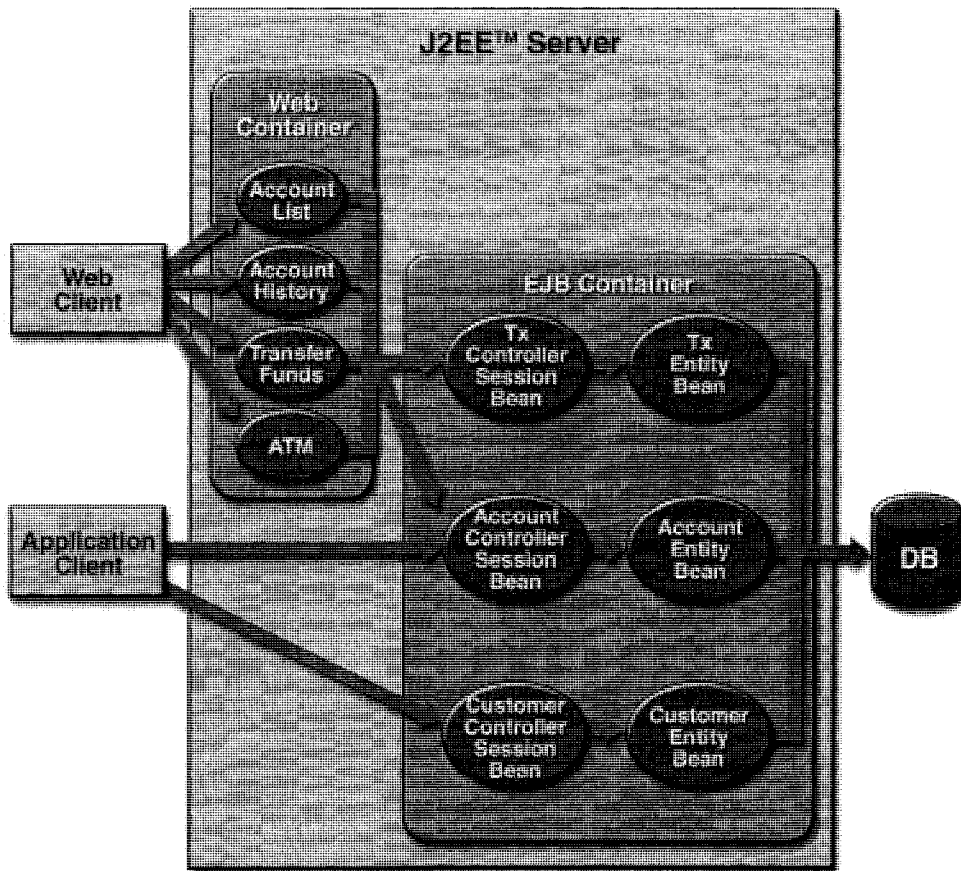 J2EE™ Server
Web
Container
Account
List
Account
History
Transfer
Funds
ATM
Web
Client
Application
Client
EJB Container
Tx
Controller
Session
Bean
Tx
Entity
Bean
Account
Controller
Session
Bean
Account
Entity
Bean
Customer
Controller
Session
Bean
Customer
Entity
Bean
DB